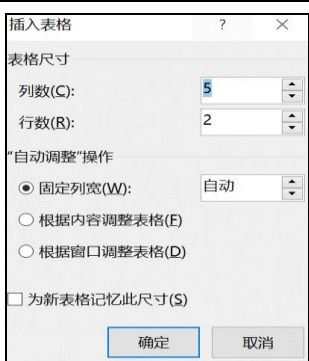 插入表格 ? ×
表格尺寸
列数(C): 5
行数(R): 2
"自动调整"操作
固定列宽(W): 自动
根据内容调整表格(F)
根据窗口调整表格(D)
为新表格记忆此尺寸(S)
确定 取消